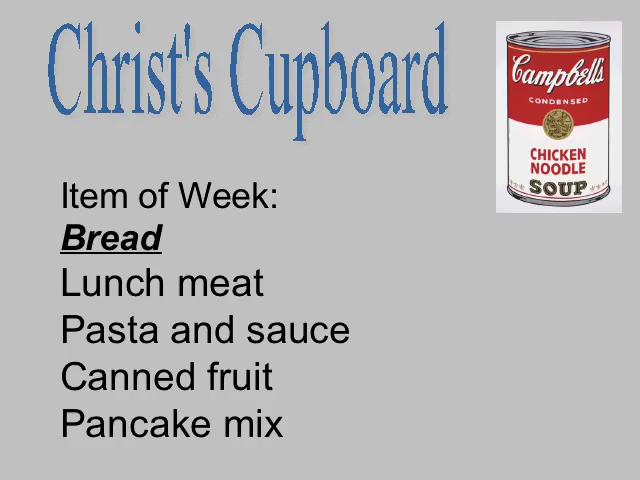 Christ's Cupboard
Campbell's
CONDENSED
CHICKEN
NOODLE
SOUP
Item of Week:
Bread
Lunch meat
Pasta and sauce
Canned fruit
Pancake mix